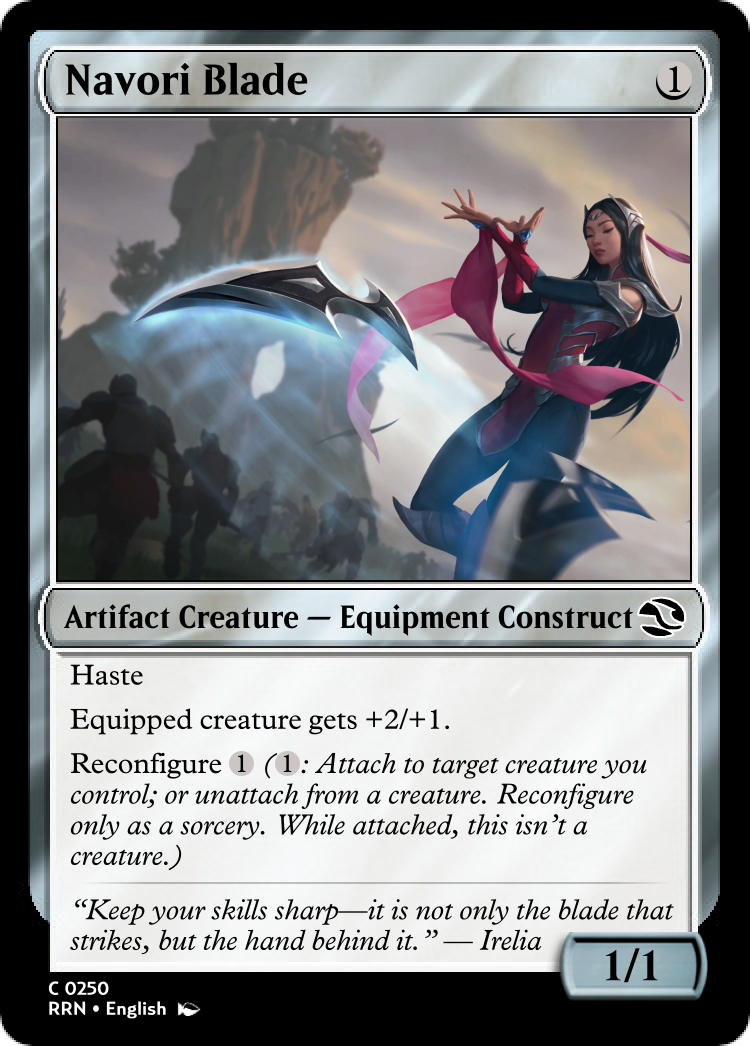 Navori Blade 1
Artifact Creature — Equipment Construct
Haste
Equipped creature gets +2/+1.
Reconfigure 1 (1: Attach to target creature you
control; or unattach from a creature. Reconfigure
only as a sorcery. While attached, this isn't a
creature.)
“Keep your skills sharp—it is not only the blade that
strikes, but the hand behind it.” — Irelia
1/1
C 0250
RRN • English